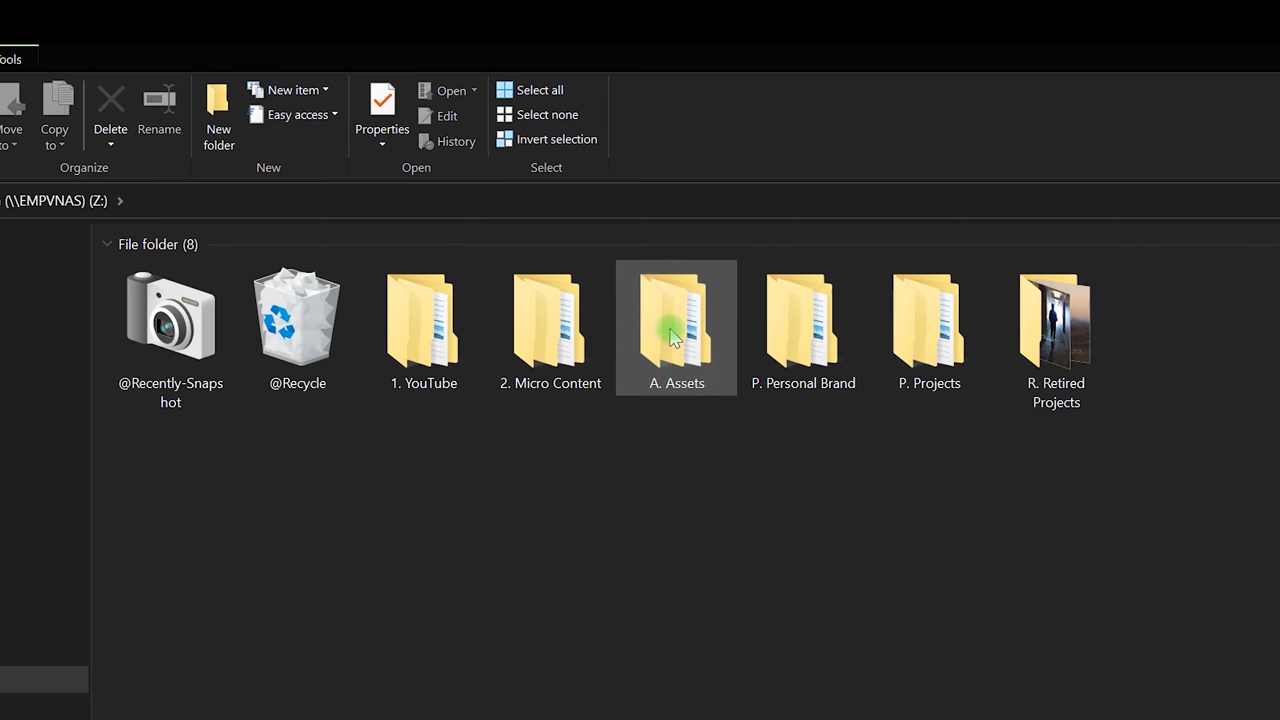 ools
Move to
Copy to
Delete
Rename
Organize
New folder
New item
Easy access
New
Properties
Open
Edit
History
Open
Select all
Select none
Invert selection
Select
(\\EMPVNAS) (Z:)
File folder (8)
@Recently-Snaps
hot
@Recycle
1. YouTube
2. Micro Content
A. Assets
P. Personal Brand
P. Projects
R. Retired
Projects